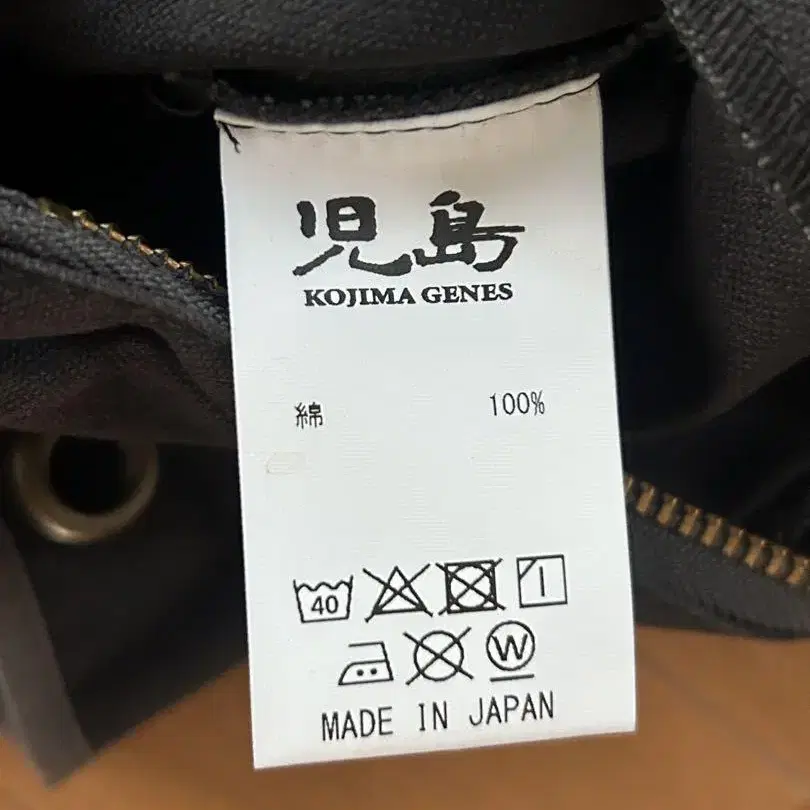 児島
KOJIMA GENES
綿 100%
40
W
MADE IN JAPAN